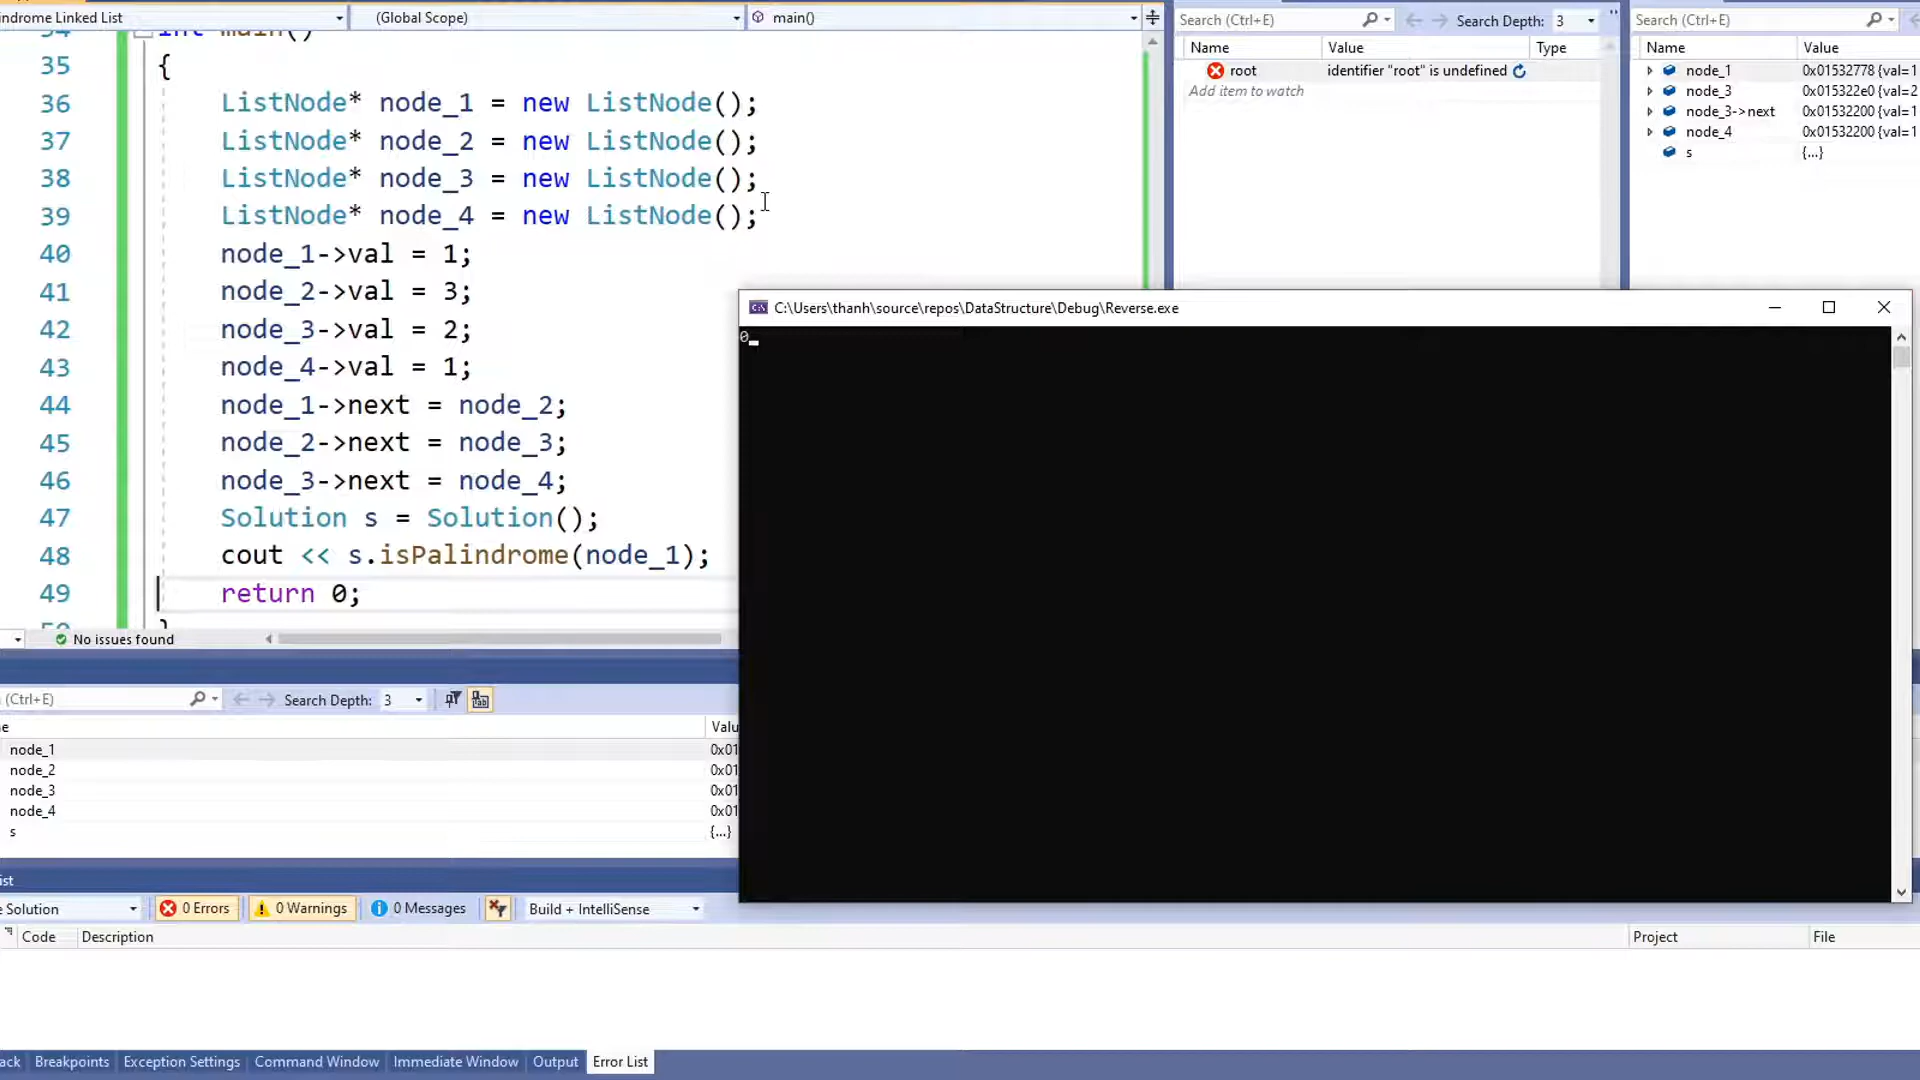 indrome Linked List
(Global Scope)
main()
int main()
35 {
36 ListNode* node_1 = new ListNode();
37 ListNode* node_2 = new ListNode();
38 ListNode* node_3 = new ListNode();
39 ListNode* node_4 = new ListNode();
40 node_1->val = 1;
41 node_2->val = 3;
42 node_3->val = 2;
43 node_4->val = 1;
44 node_1->next = node_2;
45 node_2->next = node_3;
46 node_3->next = node_4;
47 Solution s = Solution();
48 cout << s.isPalindrome(node_1);
49 return 0;
No issues found
Search (Ctrl+E) Search Depth: 3
Name Value Type
root identifier "root" is undefined
Add item to watch
Search (Ctrl+E)
Name Value
node_1 0x01532778 {val=1
node_3 0x015322e0 {val=2
node_3->next 0x01532200 {val=1
node_4 0x01532200 {val=1
s {...}
C:\Users\thanh\source\repos\DataStructure\Debug\Reverse.exe
0
(Ctrl+E) Search Depth: 3
e Valu
node_1 0x01
node_2 0x01
node_3 0x01
node_4 0x01
s {...}
ist
e Solution 0 Errors 0 Warnings 0 Messages Build + IntelliSense
Code Description Project File
ack Breakpoints Exception Settings Command Window Immediate Window Output Error List